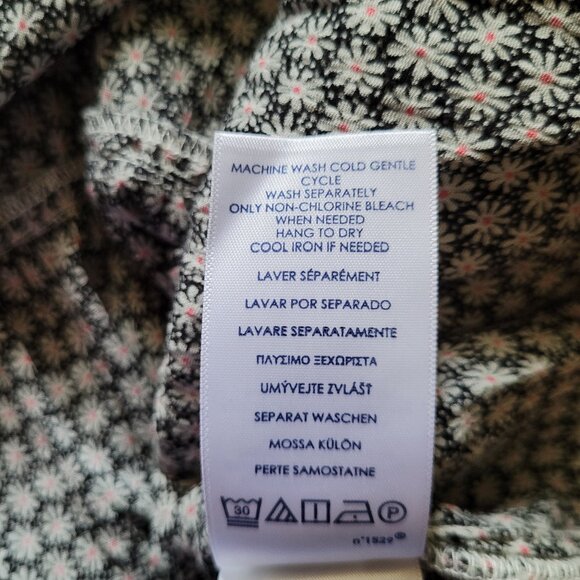 MACHINE WASH COLD GENTLE
CYCLE
WASH SEPARATELY
ONLY NON-CHLORINE BLEACH
WHEN NEEDED
HANG TO DRY
COOL IRON IF NEEDED
LAVER SÉPARÉMENT
LAVAR POR SEPARADO
LAVARE SEPARATAMENTE
ΠΛΥΣΙΜΟ ΞΕΧΩΡΙΣΤΑ
UMÝVEJTE ZVLÁŠŤ
SEPARAT WASCHEN
MOSSA KÜLÖN
PERTE SAMOSTATNE
30 P
n°1829®